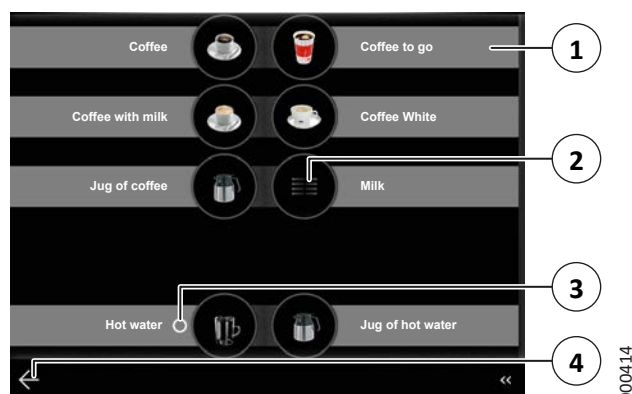 Coffee
Coffee to go
1
Coffee with milk
Coffee White
2
Jug of coffee
Milk
3
Hot water
Jug of hot water
4
«